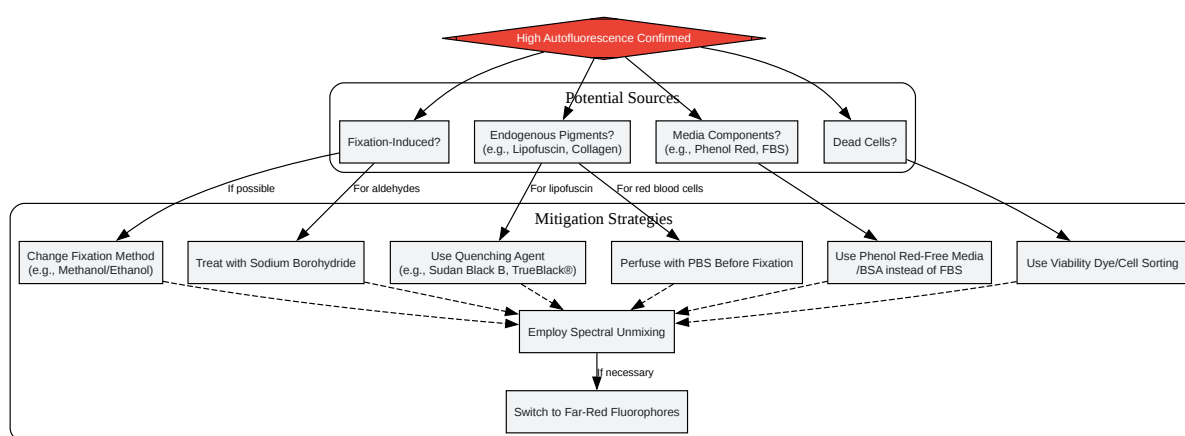 High Autofluorescence Confirmed
Potential Sources
Fixation-Induced?
Endogenous Pigments?
(e.g., Lipofuscin, Collagen)
Media Components?
(e.g., Phenol Red, FBS)
Dead Cells?
If possible
For aldehydes
For lipofuscin
For red blood cells
Mitigation Strategies
Change Fixation Method
(e.g., Methanol/Ethanol)
Treat with Sodium Borohydride
Use Quenching Agent
(e.g., Sudan Black B, TrueBlack®)
Perfuse with PBS Before Fixation
Use Phenol Red-Free Media
/BSA instead of FBS
Use Viability Dye/Cell Sorting
Employ Spectral Unmixing
If necessary
Switch to Far-Red Fluorophores